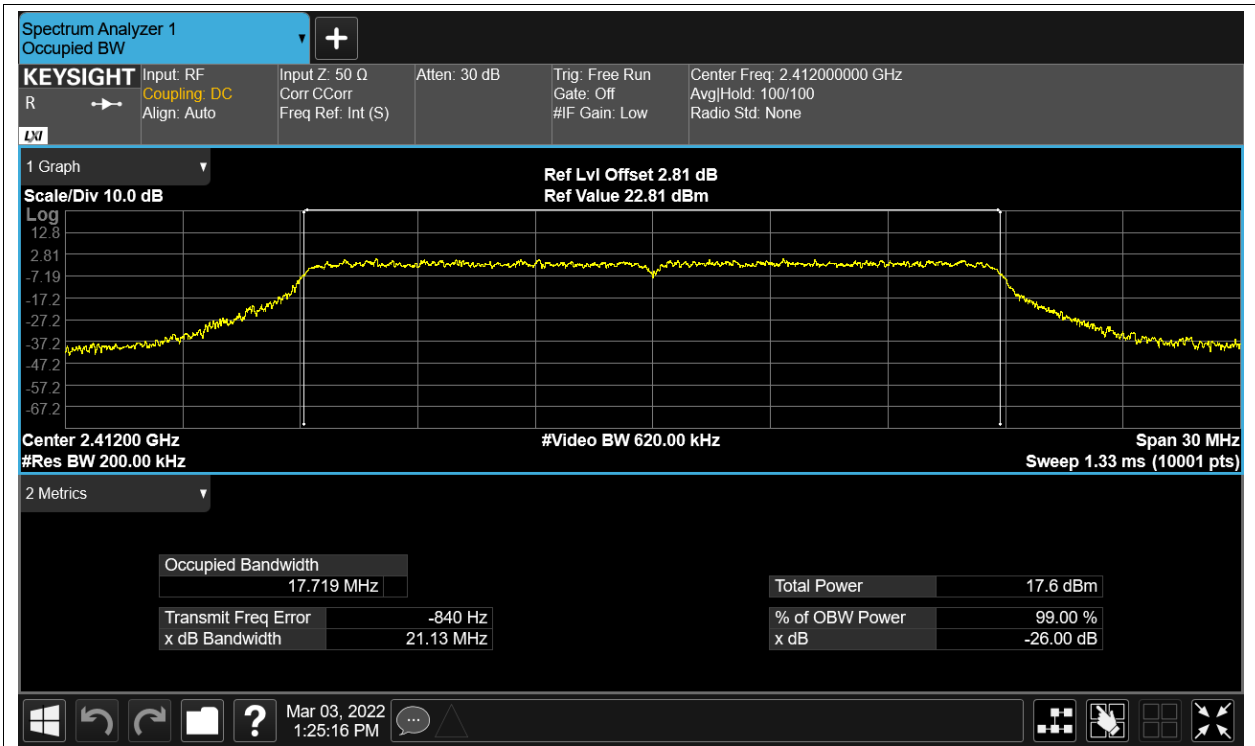 Spectrum Analyzer 1
Occupied BW
KEYSIGHT
R
LXI
Input: RF
Coupling: DC
Align: Auto
Input Z: 50 Ω
Corr CCorr
Freq Ref: Int (S)
Atten: 30 dB
Trig: Free Run
Gate: Off
#IF Gain: Low
Center Freq: 2.412000000 GHz
Avg|Hold: 100/100
Radio Std: None
1 Graph
Scale/Div 10.0 dB
Ref Lvl Offset 2.81 dB
Ref Value 22.81 dBm
Log
12.8
2.81
-7.19
-17.2
-27.2
-37.2
-47.2
-57.2
-67.2
Center 2.41200 GHz
#Video BW 620.00 kHz
Span 30 MHz
#Res BW 200.00 kHz
Sweep 1.33 ms (10001 pts)
2 Metrics
Occupied Bandwidth
17.719 MHz
Total Power 17.6 dBm
Transmit Freq Error -840 Hz
% of OBW Power 99.00 %
x dB Bandwidth 21.13 MHz
x dB -26.00 dB
?
Mar 03, 2022
1:25:16 PM